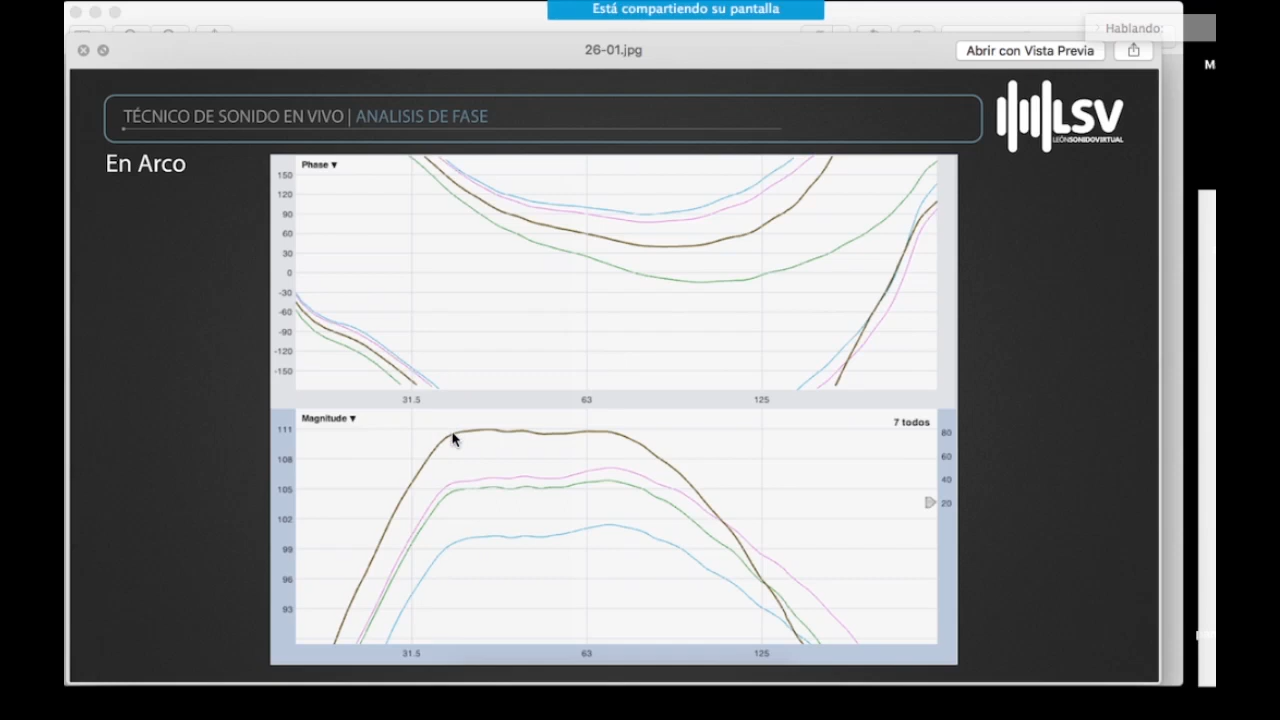 Está compartiendo su pantalla
Hablando:
26-01.jpg
Abrir con Vista Previa
M
TÉCNICO DE SONIDO EN VIVO | ANALISIS DE FASE
LSV
LEÓNSONIDOVIRTUAL
En Arco
Phase ▼
150
120
90
60
30
0
-30
-60
-90
-120
-150
31.5 63 125
Magnitude ▼
7 todos
111
108
105
102
99
96
93
80
60
40
20
31.5 63 125